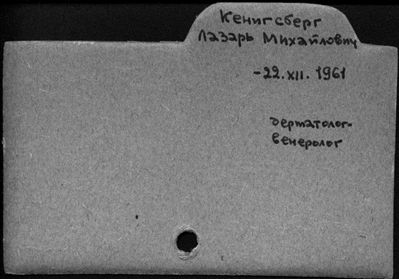 Кенигсберг
Лазарь Михайлович
-22.XII.1961
дерматолог-
венеролог